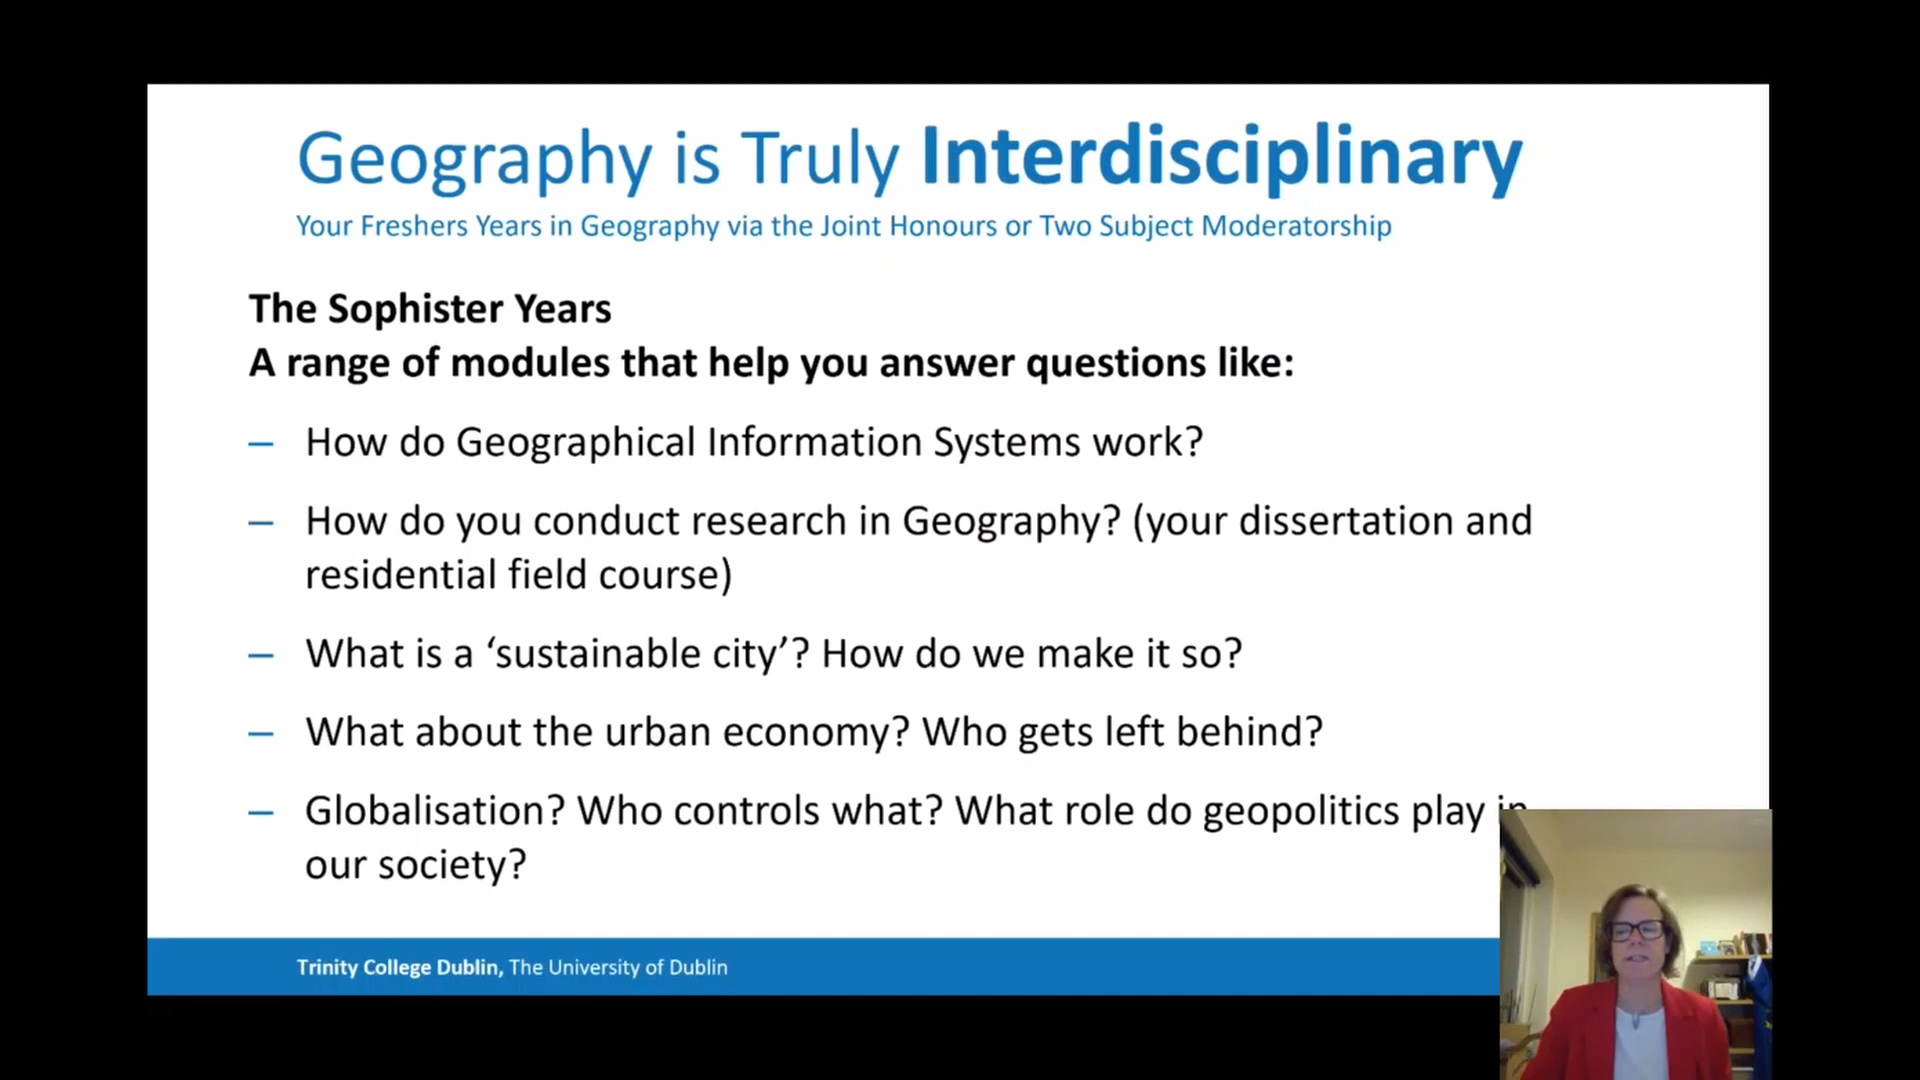 Geography is Truly Interdisciplinary
Your Freshers Years in Geography via the Joint Honours or Two Subject Moderatorship
The Sophister Years
A range of modules that help you answer questions like:
– How do Geographical Information Systems work?
– How do you conduct research in Geography? (your dissertation and
residential field course)
– What is a ‘sustainable city’? How do we make it so?
– What about the urban economy? Who gets left behind?
– Globalisation? Who controls what? What role do geopolitics play in
our society?
Trinity College Dublin, The University of Dublin